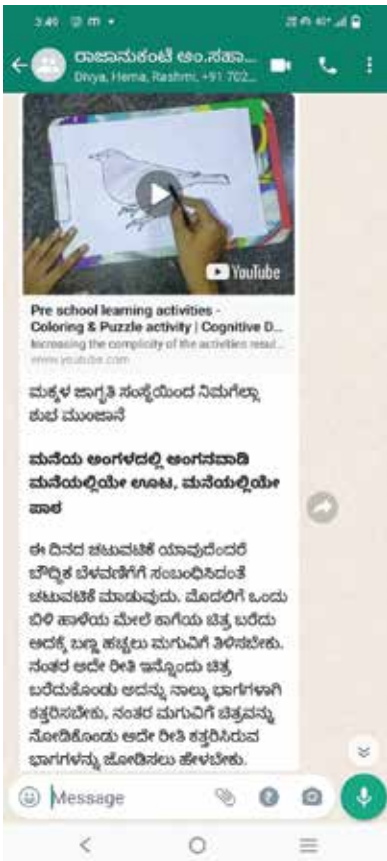 3:49
ರಾಜಾನುಕಂಟೆ ಅಂ.ಸಹಾ...
Divya, Hema, Rashmi, +91 702...
YouTube
Pre school learning activities -
Coloring & Puzzle activity | Cognitive D...
Increasing the complicity of the activities resul...
www.youtube.com
ಮಕ್ಕಳ ಜಾಗೃತಿ ಸಂಸ್ಥೆಯಿಂದ ನಿಮಗೆಲ್ಲಾ
ಶುಭ ಮುಂಜಾನೆ
ಮನೆಯ ಅಂಗಳದಲ್ಲಿ ಅಂಗನವಾಡಿ
ಮನೆಯಲ್ಲಿಯೇ ಊಟ, ಮನೆಯಲ್ಲಿಯೇ
ಪಾಠ
ಈ ದಿನದ ಚಟುವಟಿಕೆ ಯಾವುದೆಂದರೆ
ಬೌದ್ಧಿಕ ಬೆಳವಣಿಗೆಗೆ ಸಂಬಂಧಿಸಿದಂತೆ
ಚಟುವಟಿಕೆ ಮಾಡುವುದು. ಮೊದಲಿಗೆ ಒಂದು
ಬಿಳಿ ಹಾಳೆಯ ಮೇಲೆ ಕಾಗೆಯ ಚಿತ್ರ ಬರೆದು
ಅದಕ್ಕೆ ಬಣ್ಣ ಹಚ್ಚಲು ಮಗುವಿಗೆ ತಿಳಿಸಬೇಕು.
ನಂತರ ಅದೇ ರೀತಿ ಇನ್ನೊಂದು ಚಿತ್ರ
ಬರೆದುಕೊಂಡು ಅದನ್ನು ನಾಲ್ಕು ಭಾಗಗಳಾಗಿ
ಕತ್ತರಿಸಬೇಕು, ನಂತರ ಮಗುವಿಗೆ ಚಿತ್ರವನ್ನು
ನೋಡಿಕೊಂಡು ಅದೇ ರೀತಿ ಕತ್ತರಿಸಿರುವ
ಭಾಗಗಳನ್ನು ಜೋಡಿಸಲು ಹೇಳಬೇಕು.
Message